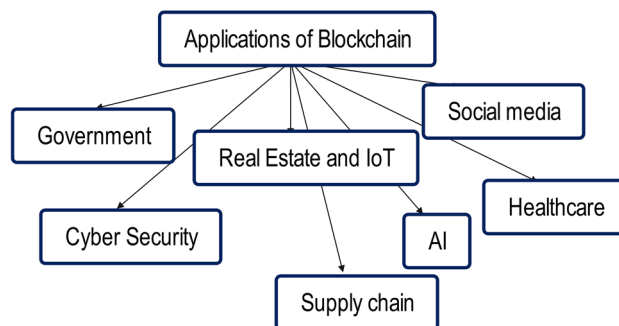 Applications of Blockchain
Social media
Government
Real Estate and IoT
Healthcare
Cyber Security
AI
Supply chain